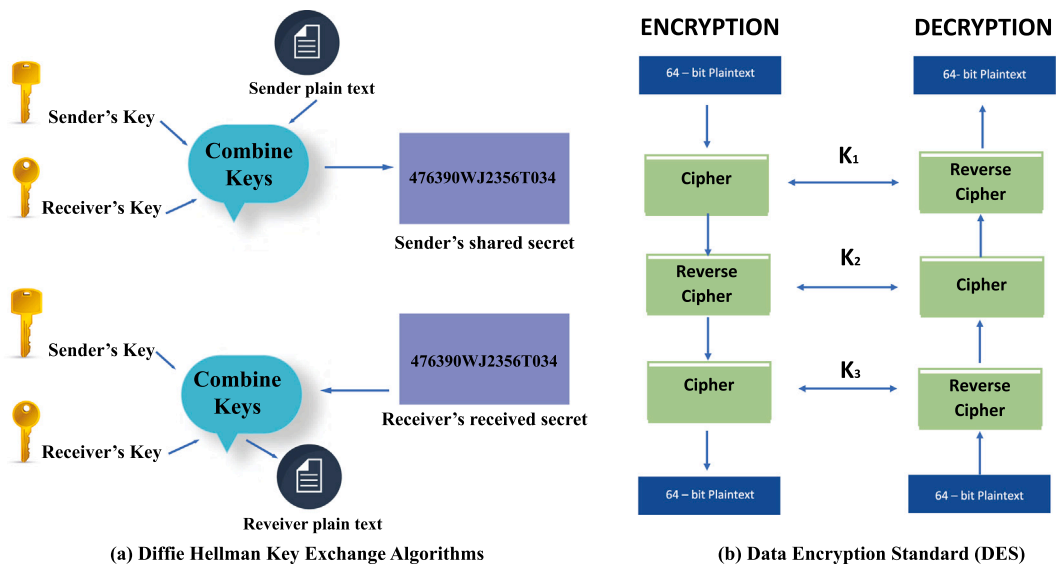 Sender plain text
Sender's Key
Combine
Keys
Receiver's Key
476390WJ2356T034
Sender's shared secret
Sender's Key
Combine
Keys
Receiver's Key
476390WJ2356T034
Receiver's received secret
Reveiver plain text
(a) Diffie Hellman Key Exchange Algorithms
ENCRYPTION
DECRYPTION
64 – bit Plaintext
64- bit Plaintext
Cipher
K1
Reverse
Cipher
Reverse
Cipher
K2
Cipher
Cipher
K3
Reverse
Cipher
64 – bit Plaintext
64 – bit Plaintext
(b) Data Encryption Standard (DES)